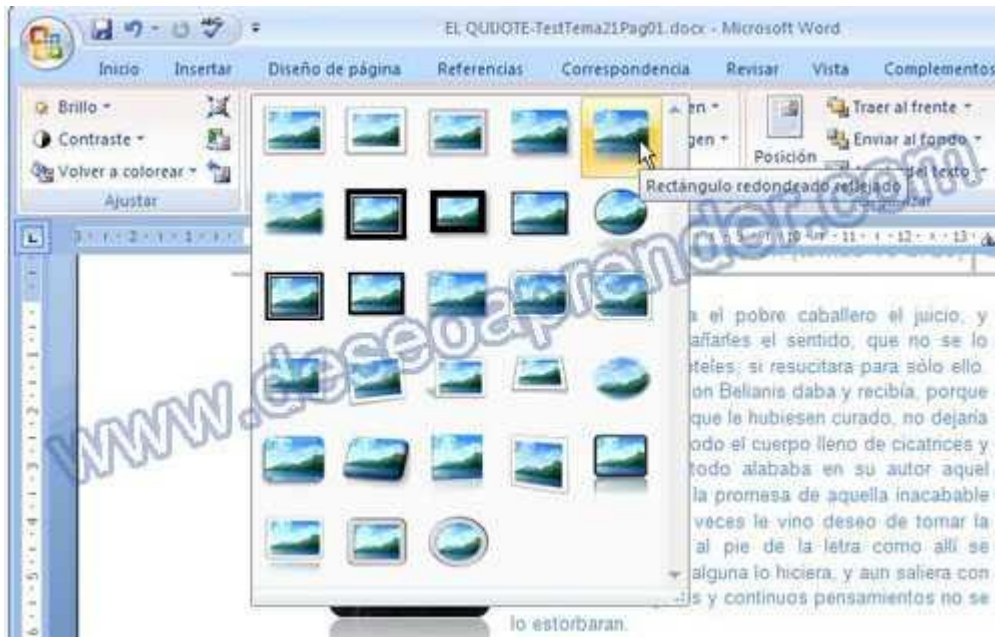 EL QUIJOTE-TestTema21Pag01.docx - Microsoft Word
Inicio Insertar Diseño de página Referencias Correspondencia Revisar Vista Complementos
Brillo
Contraste
Volver a colorear
Ajustar
en
gen
Posición
Traer al frente
Enviar al fondo
del texto
Rectángulo redondeado reflejado
www.deseoaprender.com
el pobre caballero el juicio, y
el sentido, que no se lo
si resucitara para sólo ello.
on Belianis daba y recibía, porque
que le hubiesen curado, no dejaría
odo el cuerpo lleno de cicatrices y
todo alababa en su autor aquel
la promesa de aquella inacabable
veces le vino deseo de tomar la
al pie de la letra como allí se
alguna lo hiciera, y aun saliera con
y continuos pensamientos no se
lo estorbaran.